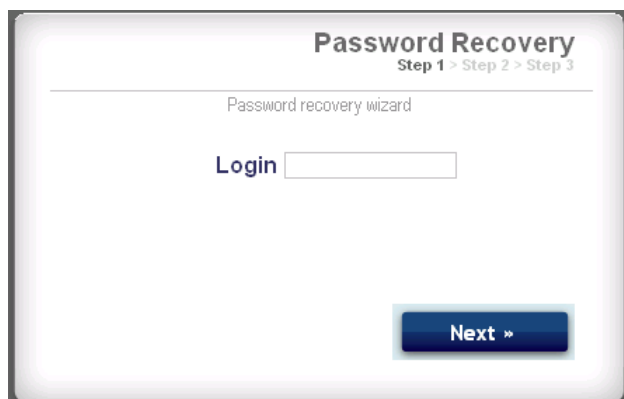 Password Recovery
Step 1 > Step 2 > Step 3
Password recovery wizard
Login
Next »